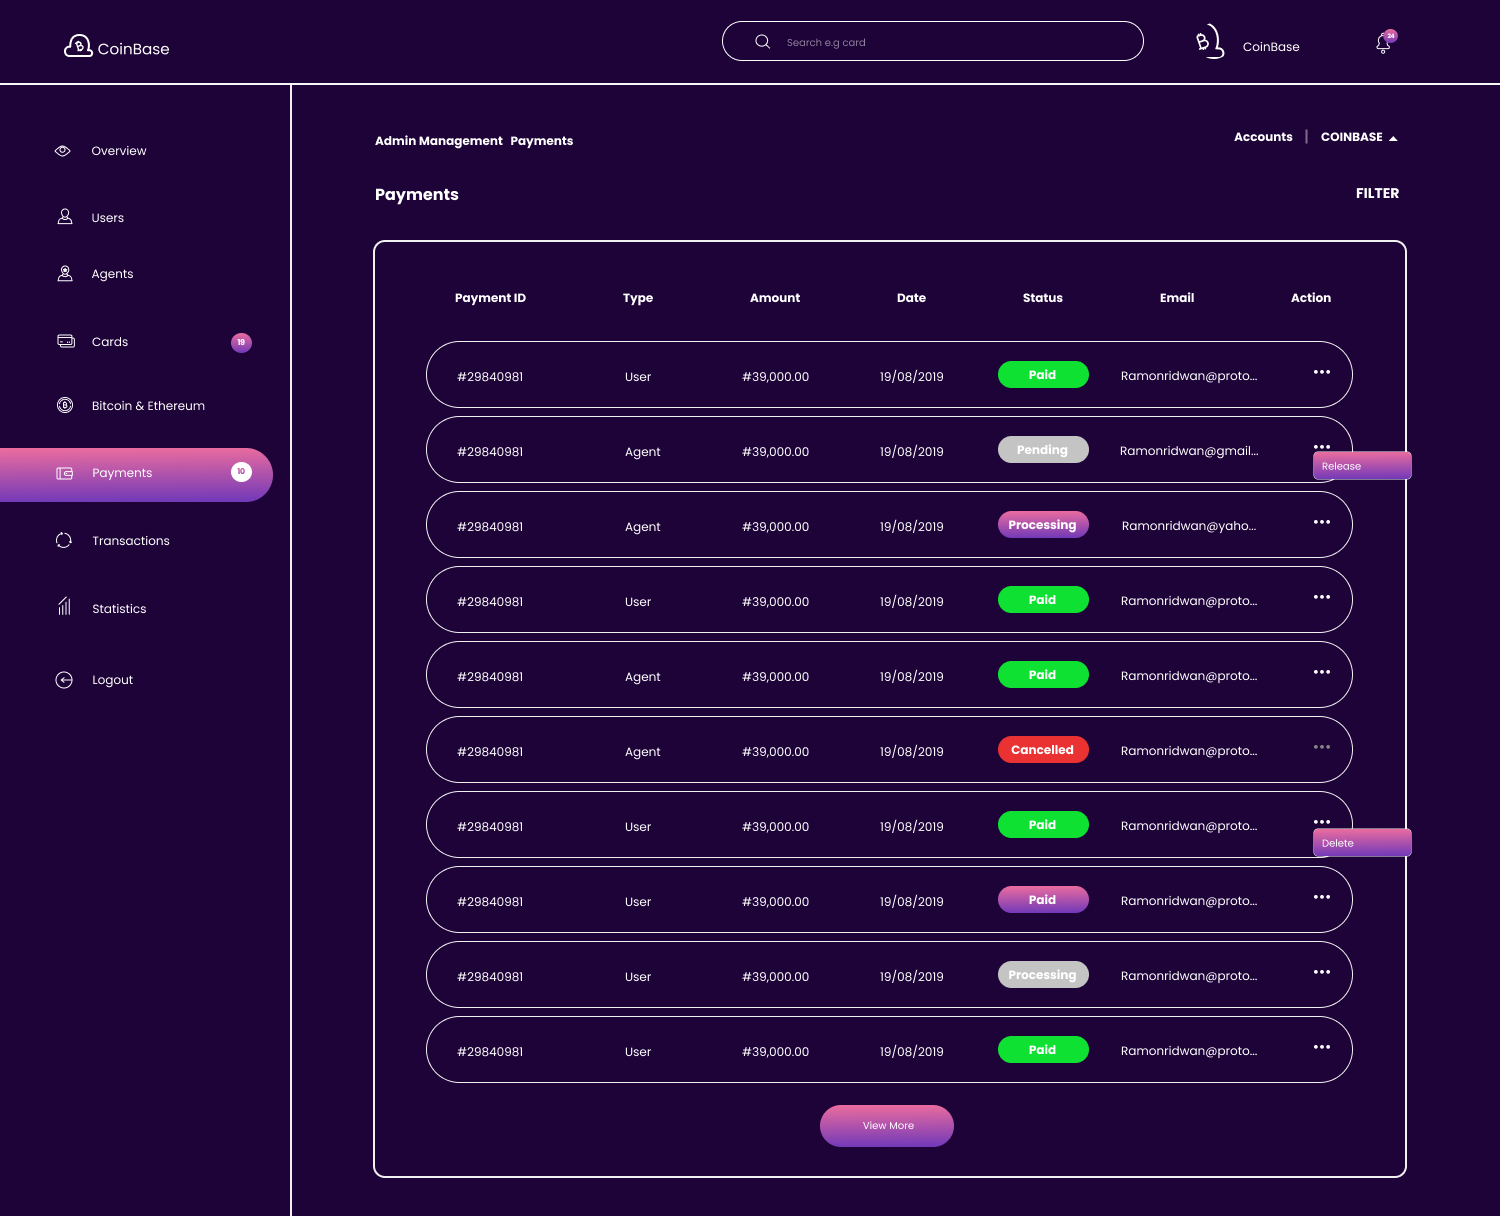 CoinBase
Search e.g card
CoinBase
24
Overview
Users
Agents
Cards 19
Bitcoin & Ethereum
Payments 10
Transactions
Statistics
Logout
Admin Management Payments
Accounts | COINBASE
Payments
FILTER
Payment ID Type Amount Date Status Email Action
#29840981 User #39,000.00 19/08/2019 Paid Ramonridwan@proto...
#29840981 Agent #39,000.00 19/08/2019 Pending Ramonridwan@gmail...
Release
#29840981 Agent #39,000.00 19/08/2019 Processing Ramonridwan@yaho...
#29840981 User #39,000.00 19/08/2019 Paid Ramonridwan@proto...
#29840981 Agent #39,000.00 19/08/2019 Paid Ramonridwan@proto...
#29840981 Agent #39,000.00 19/08/2019 Cancelled Ramonridwan@proto...
#29840981 User #39,000.00 19/08/2019 Paid Ramonridwan@proto...
Delete
#29840981 User #39,000.00 19/08/2019 Paid Ramonridwan@proto...
#29840981 User #39,000.00 19/08/2019 Processing Ramonridwan@proto...
#29840981 User #39,000.00 19/08/2019 Paid Ramonridwan@proto...
View More